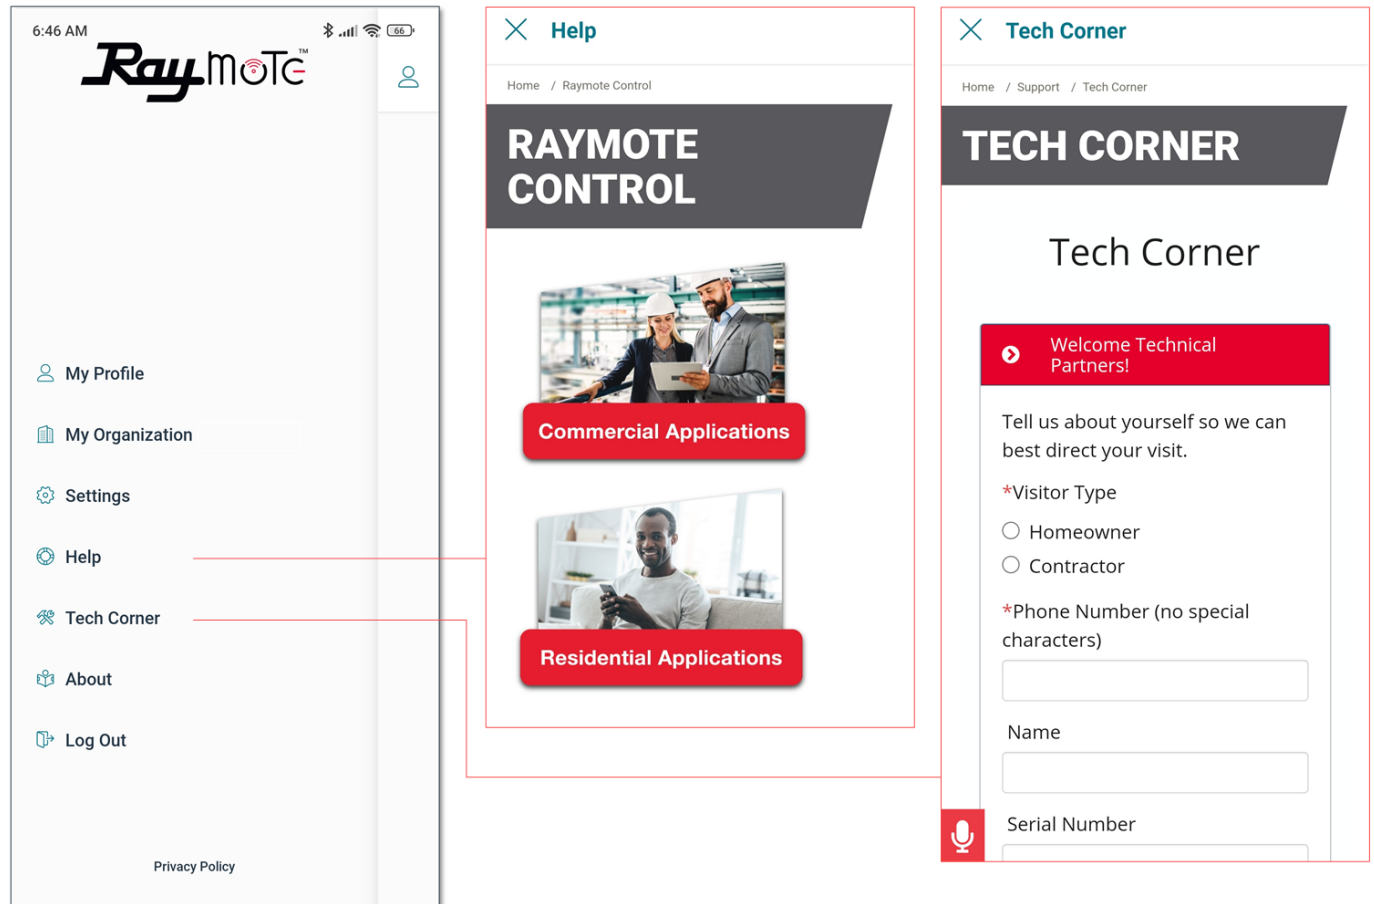 6:46 AM
66
Raymote™
My Profile
My Organization
Settings
Help
Tech Corner
About
Log Out
Privacy Policy
Help
Home / Raymote Control
RAYMOTE
CONTROL
Commercial Applications
Residential Applications
Tech Corner
Home / Support / Tech Corner
TECH CORNER
Tech Corner
Welcome Technical
Partners!
Tell us about yourself so we can
best direct your visit.
*Visitor Type
Homeowner
Contractor
*Phone Number (no special
characters)
Name
Serial Number